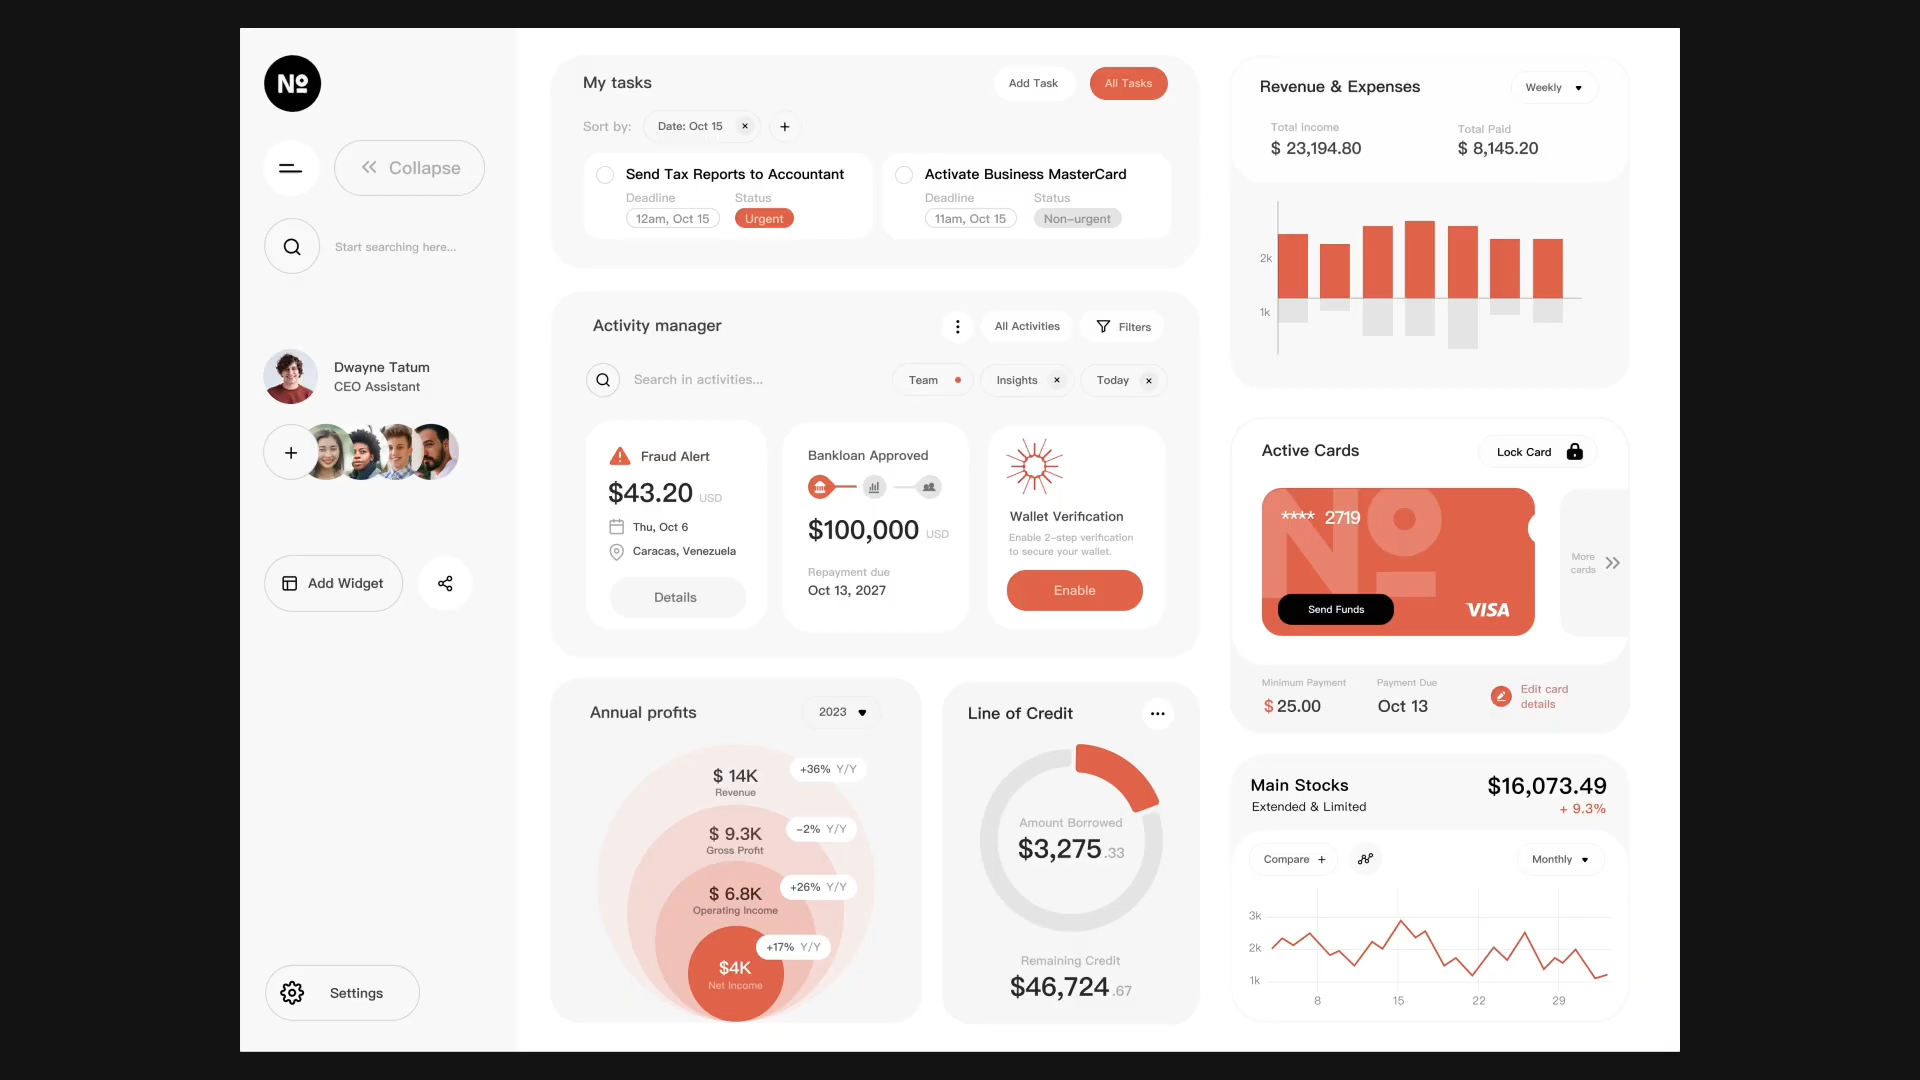 Nº
Collapse
Start searching here...
Dwayne Tatum
CEO Assistant
Add Widget
Settings
My tasks
Add Task
All Tasks
Sort by:
Date: Oct 15
Send Tax Reports to Accountant
Deadline
Status
12am, Oct 15
Urgent
Activate Business MasterCard
Deadline
Status
11am, Oct 15
Non-urgent
Activity manager
All Activities
Filters
Search in activities...
Team
Insights
Today
Fraud Alert
$43.20 USD
Thu, Oct 6
Caracas, Venezuela
Details
Bankloan Approved
$100,000 USD
Repayment due
Oct 13, 2027
Wallet Verification
Enable 2-step verification
to secure your wallet.
Enable
Annual profits
2023
$ 14K
Revenue
+36% Y/Y
$ 9.3K
Gross Profit
-2% Y/Y
$ 6.8K
Operating Income
+26% Y/Y
$4K
Net Income
+17% Y/Y
Line of Credit
Amount Borrowed
$3,275.33
Remaining Credit
$46,724.67
Revenue & Expenses
Weekly
Total income
$ 23,194.80
Total Paid
$ 8,145.20
2k
1k
Active Cards
Lock Card
**** 2719
Nº
Send Funds
VISA
More
cards
Minimum Payment
$ 25.00
Payment Due
Oct 13
Edit card
details
Main Stocks
Extended & Limited
$16,073.49
+ 9.3%
Compare +
Monthly
3k
2k
1k
8 15 22 29